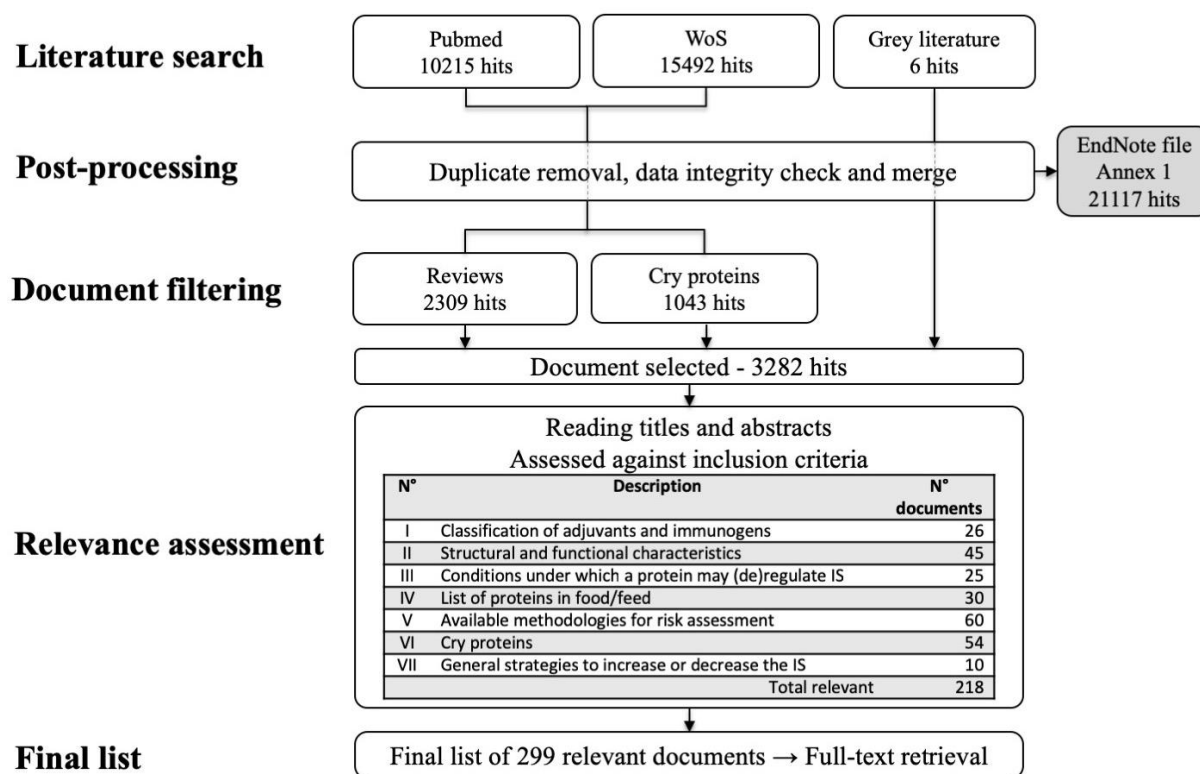 Literature search
Pubmed
10215 hits
WoS
15492 hits
Grey literature
6 hits
Post-processing
Duplicate removal, data integrity check and merge
EndNote file
Annex 1
21117 hits
Document filtering
Reviews
2309 hits
Cry proteins
1043 hits
Document selected - 3282 hits
Relevance assessment
Reading titles and abstracts
Assessed against inclusion criteria
N° Description N°
documents
I Classification of adjuvants and immunogens 26
II Structural and functional characteristics 45
III Conditions under which a protein may (de)regulate IS 25
IV List of proteins in food/feed 30
V Available methodologies for risk assessment 60
VI Cry proteins 54
VII General strategies to increase or decrease the IS 10
Total relevant 218
Final list
Final list of 299 relevant documents → Full-text retrieval